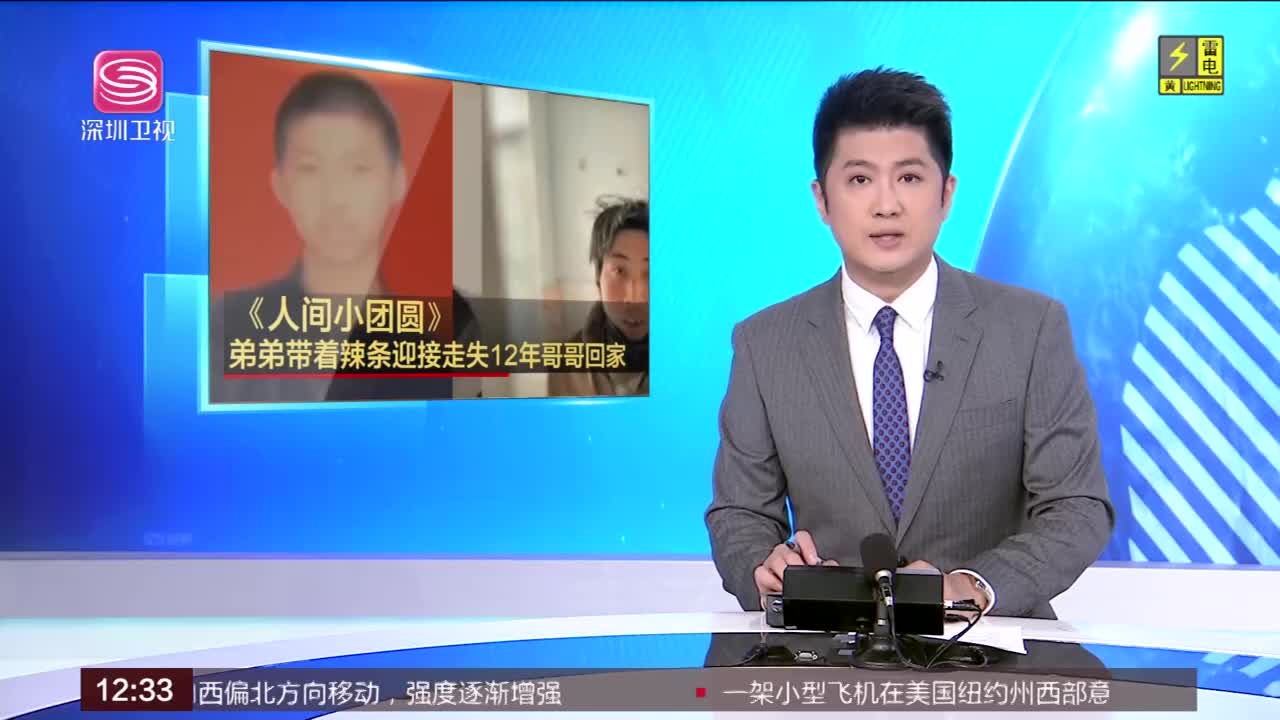 深圳卫视
雷电
黄 LIGHTNING
《人间小团圆》
弟弟带着辣条迎接走失12年哥哥回家
12:33
西偏北方向移动，强度逐渐增强
一架小型飞机在美国纽约州西部意